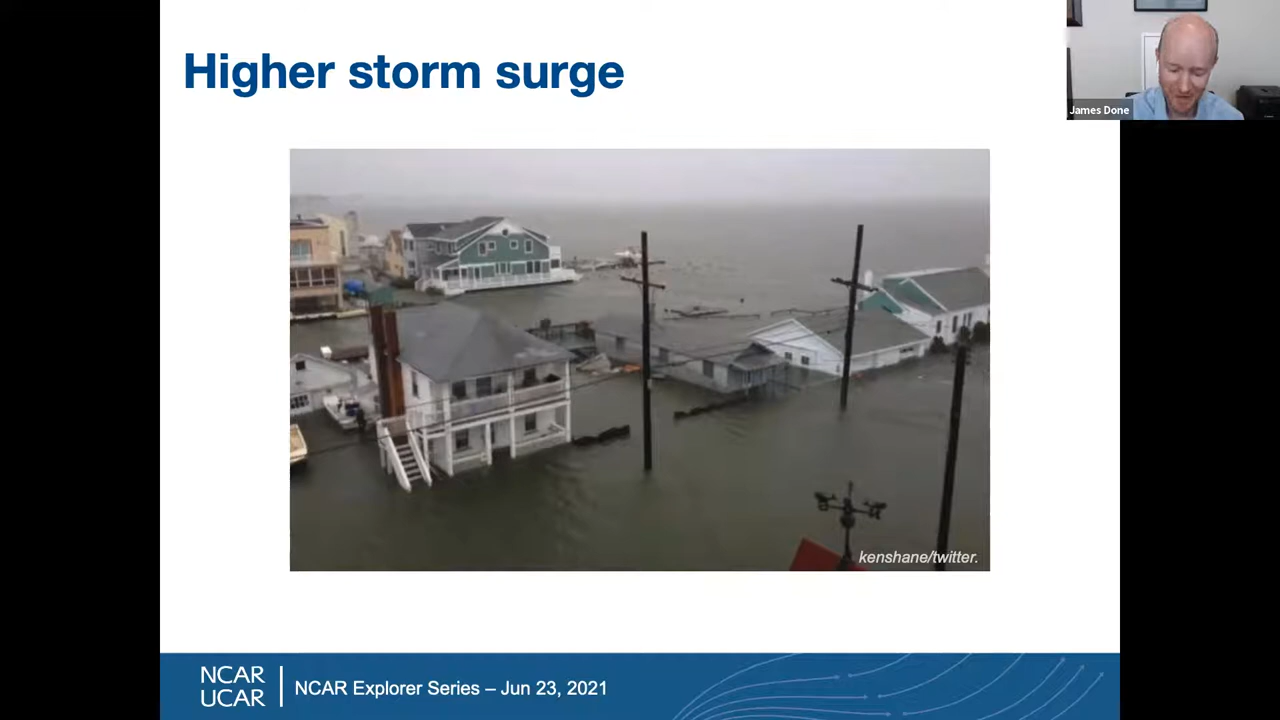 Higher storm surge
James Done
kenshane/twitter.
NCAR
UCAR
NCAR Explorer Series – Jun 23, 2021